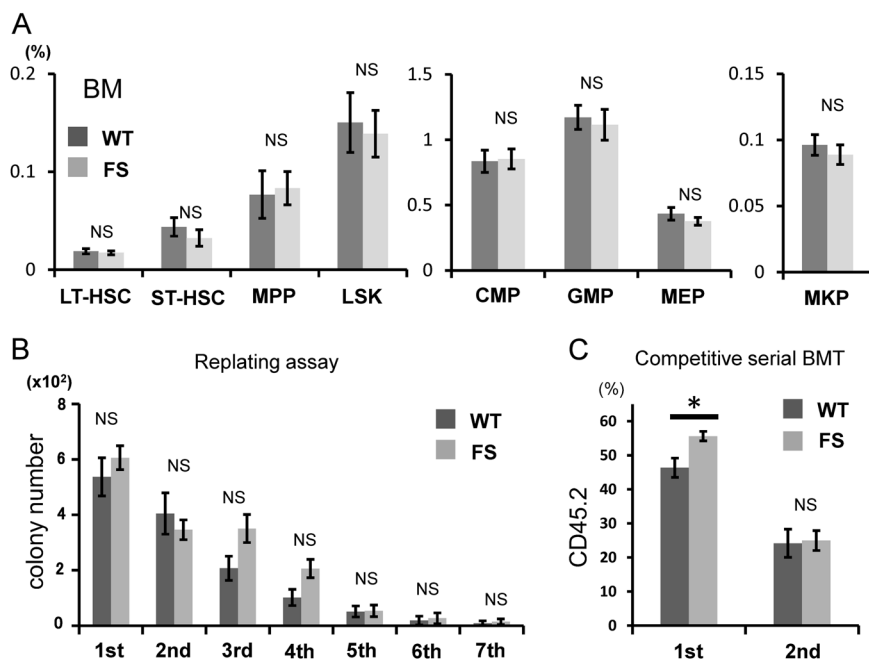 A
(%)
0.2
0.1
0
BM
WT
FS
NS
NS
NS
NS
LT-HSC ST-HSC MPP LSK
1.5
1
0.5
0
NS
NS
NS
CMP GMP MEP
0.15
0.1
0.05
0
NS
MKP
B
Replating assay
(x10²)
colony number
8
6
4
2
0
WT
FS
NS
NS
NS
NS
NS
NS
NS
1st 2nd 3rd 4th 5th 6th 7th
C
Competitive serial BMT
(%)
CD45.2
60
50
40
30
20
10
0
WT
FS
*
NS
1st 2nd